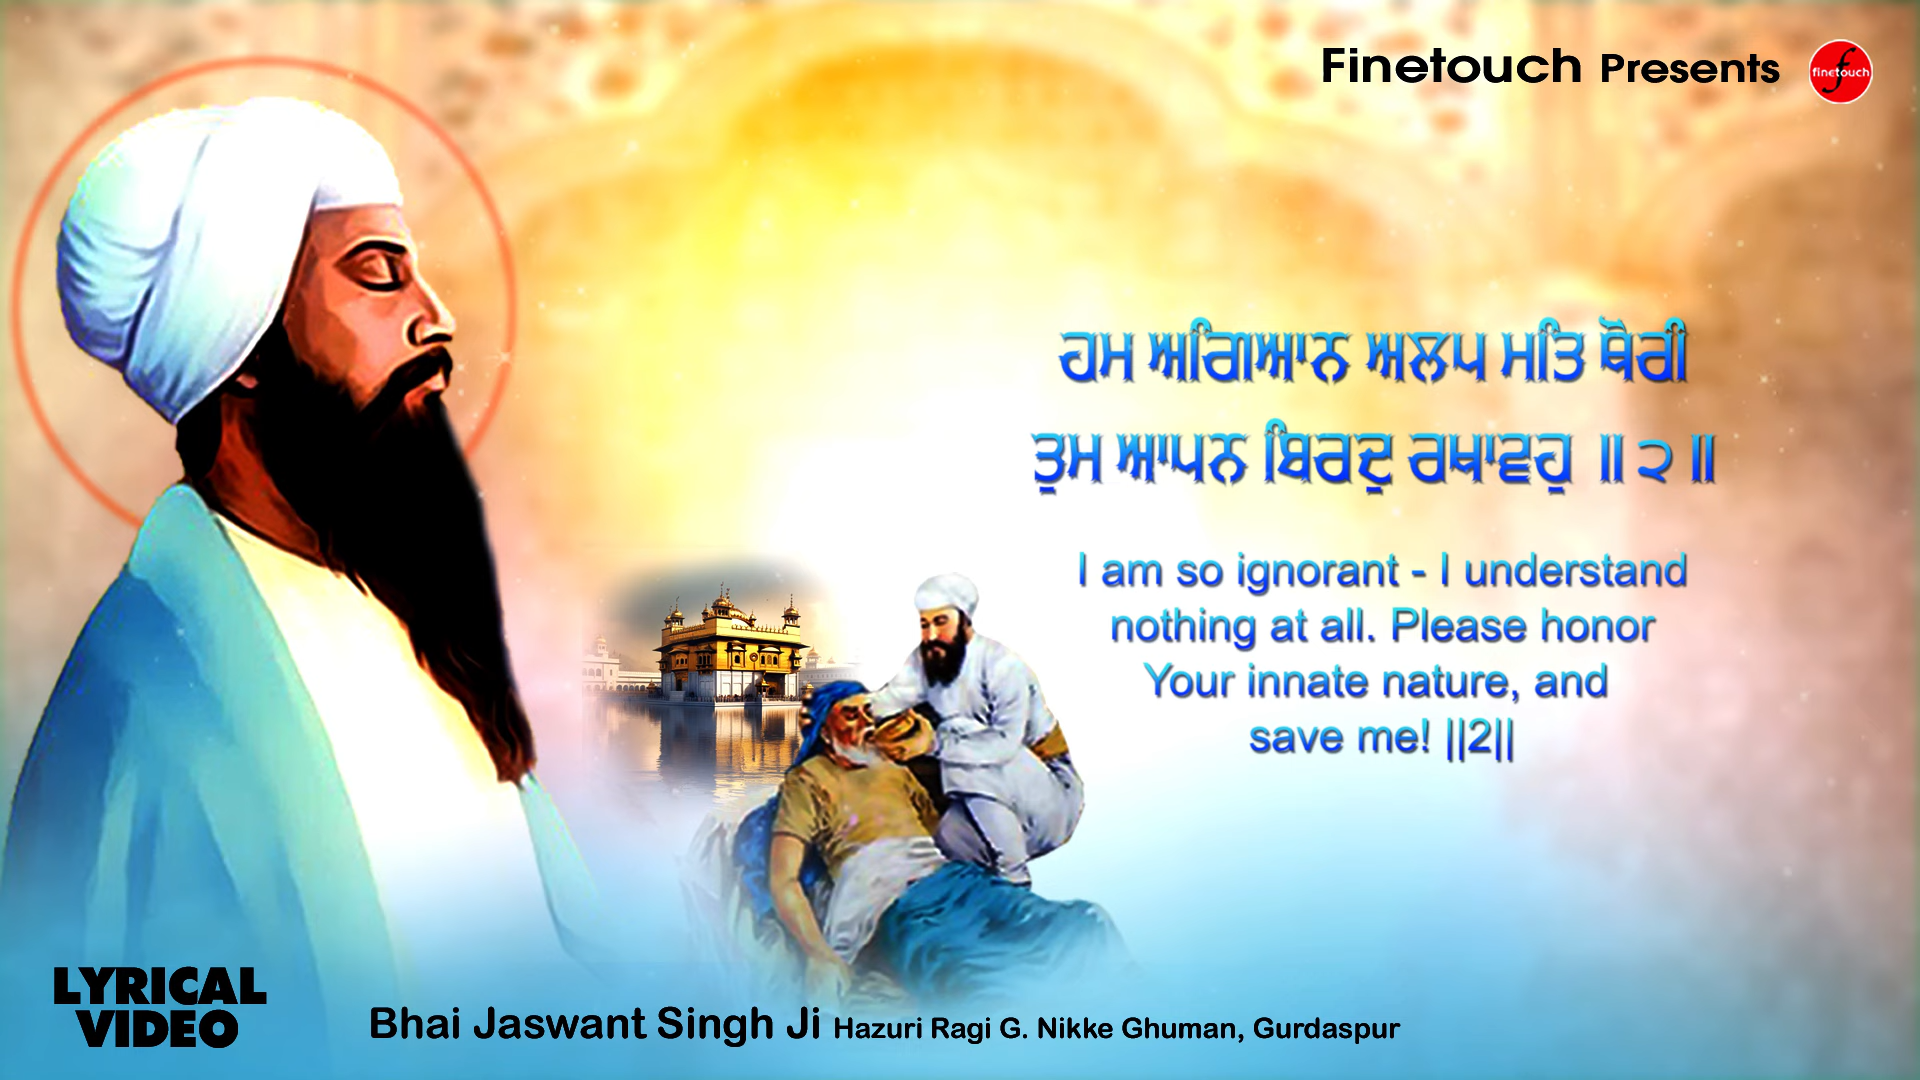 Finetouch Presents
finetouch
ਹਮ ਅਗਿਆਨ ਅਲਪ ਮਤਿ ਥੋਰੀ
ਤੁਮ ਆਪਨ ਬਿਰਦੁ ਰਖਾਵਹੁ ॥੨॥
I am so ignorant - I understand
nothing at all. Please honor
Your innate nature, and
save me! ||2||
LYRICAL
VIDEO
Bhai Jaswant Singh Ji Hazuri Ragi G. Nikke Ghuman, Gurdaspur